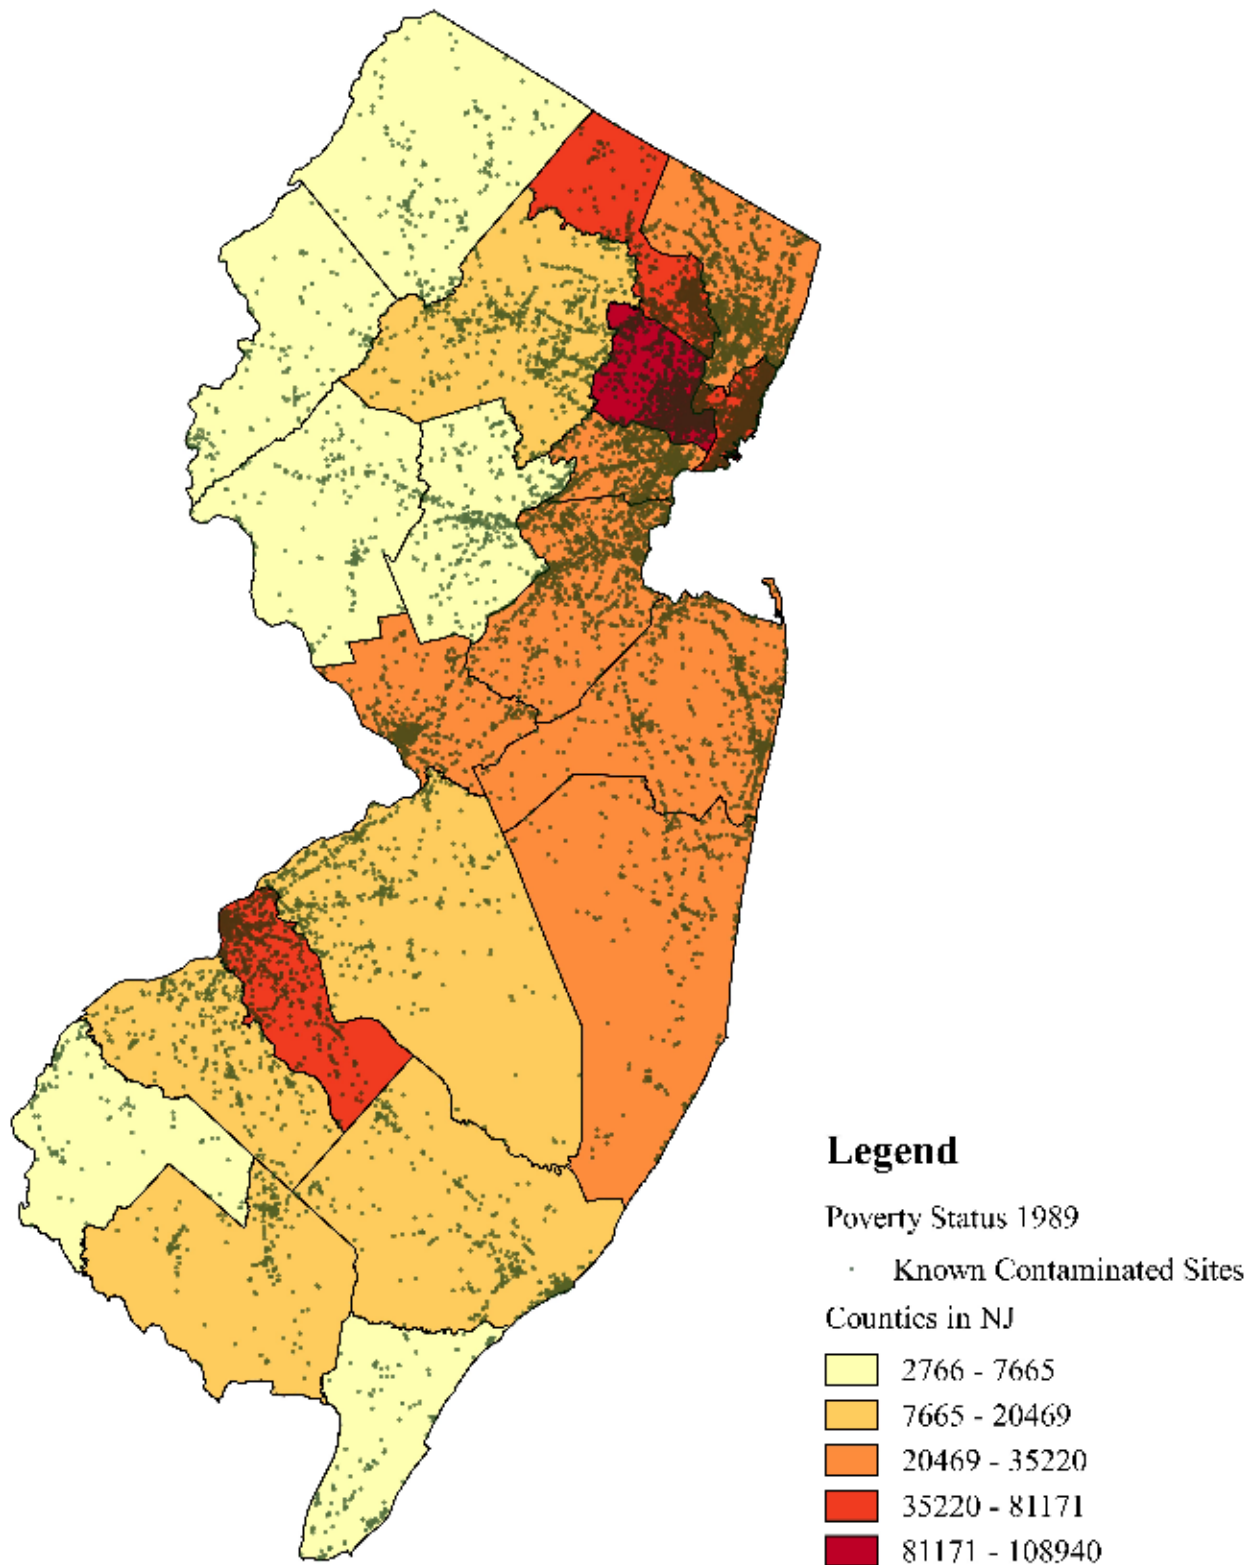 Legend
Poverty Status 1989
Known Contaminated Sites
Counties in NJ
2766 - 7665
7665 - 20469
20469 - 35220
35220 - 81171
81171 - 108940